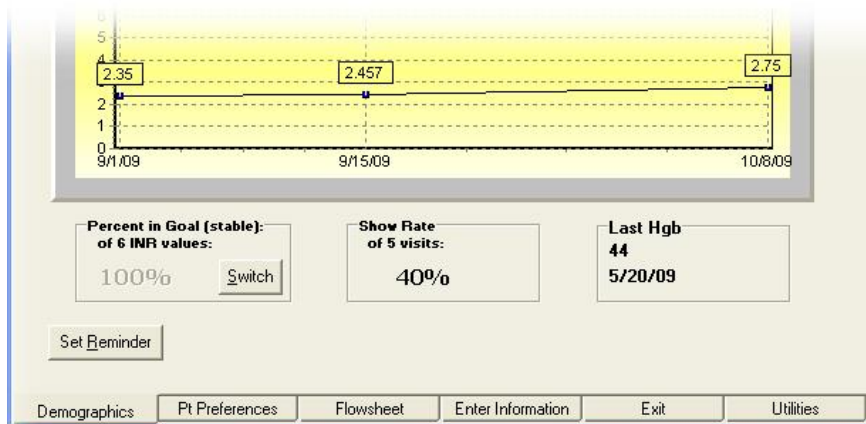 6
5
4
2.35
2.457
2.75
2
1
0
9/1/09
9/15/09
10/8/09
Percent in Goal (stable):
of 6 INR values:
100%
Switch
Show Rate
of 5 visits:
40%
Last Hgb
44
5/20/09
Set Reminder
Demographics
Pt Preferences
Flowsheet
Enter Information
Exit
Utilities